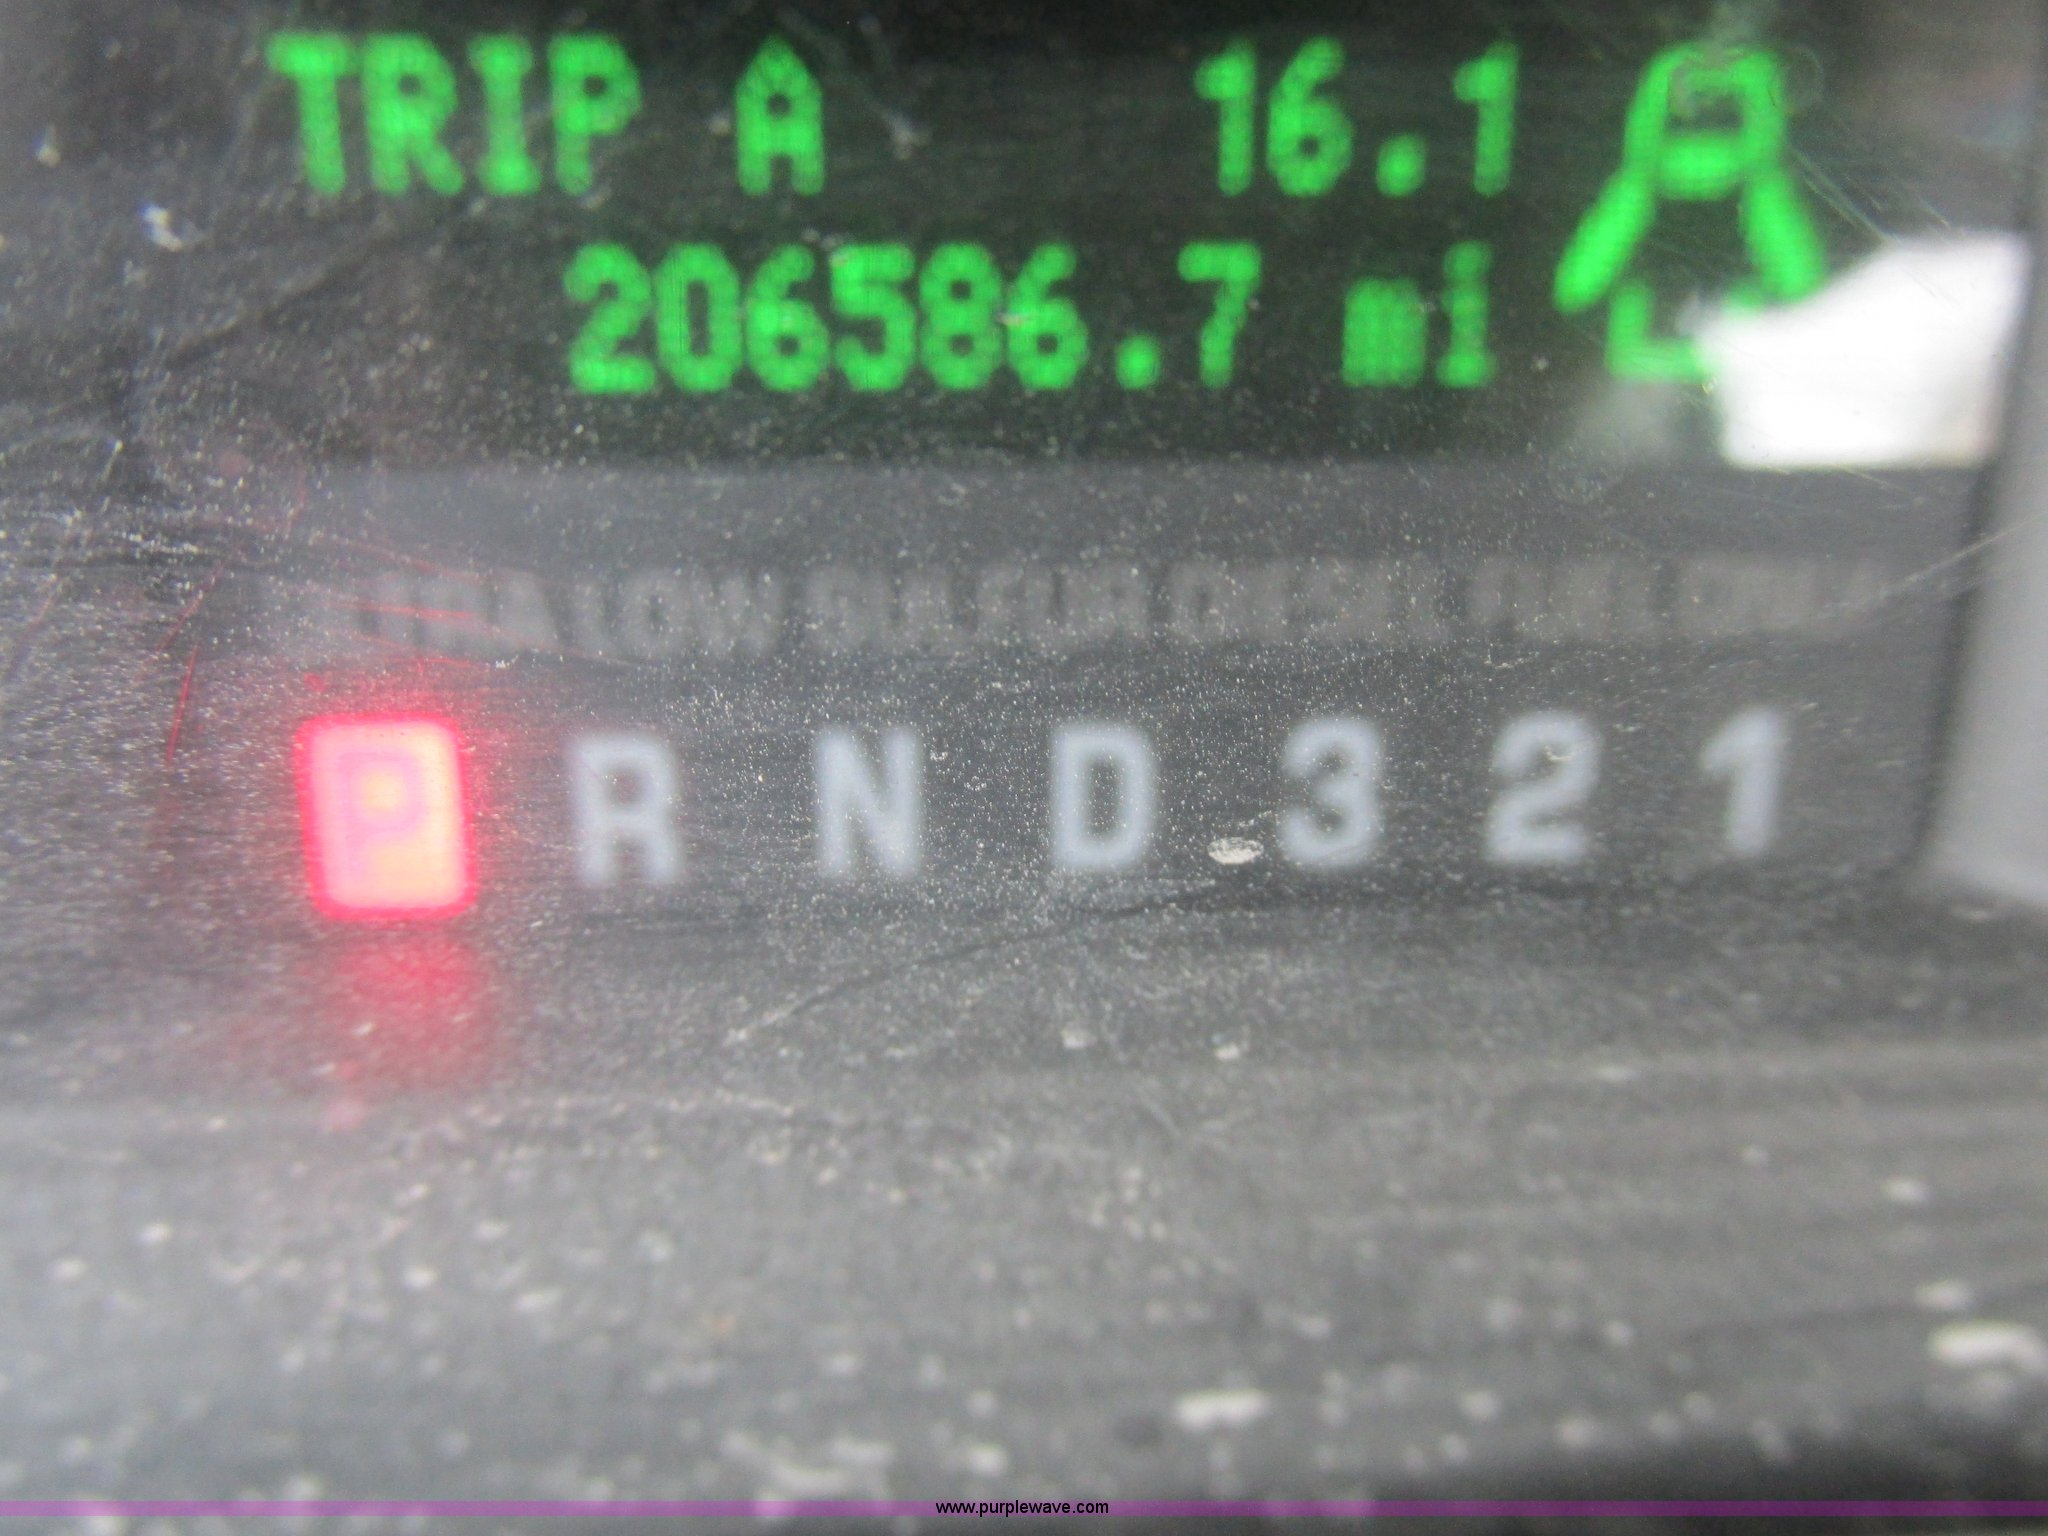 TRIP A 16.1
206586.7 mi
P R N D 3 2 1
www.purplewave.com